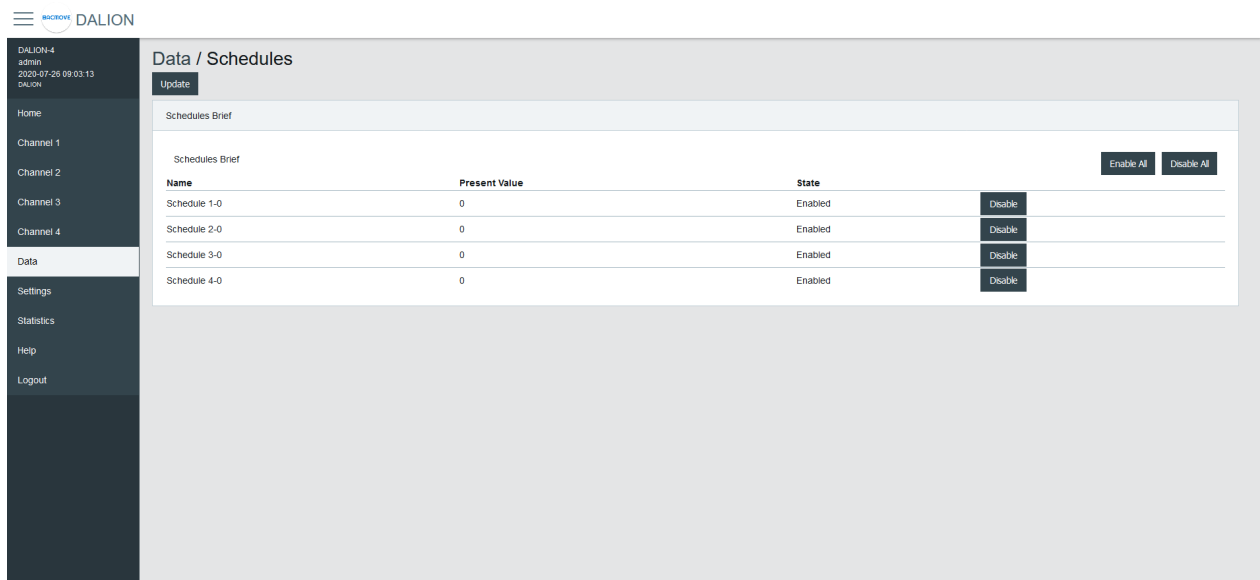 BACMOVE DALION
DALION-4
admin
2020-07-26 09:03:13
DALION
Home
Channel 1
Channel 2
Channel 3
Channel 4
Data
Settings
Statistics
Help
Logout
Data / Schedules
Update
Schedules Brief
Schedules Brief
Enable All Disable All
Name Present Value State
Schedule 1-0 0 Enabled Disable
Schedule 2-0 0 Enabled Disable
Schedule 3-0 0 Enabled Disable
Schedule 4-0 0 Enabled Disable